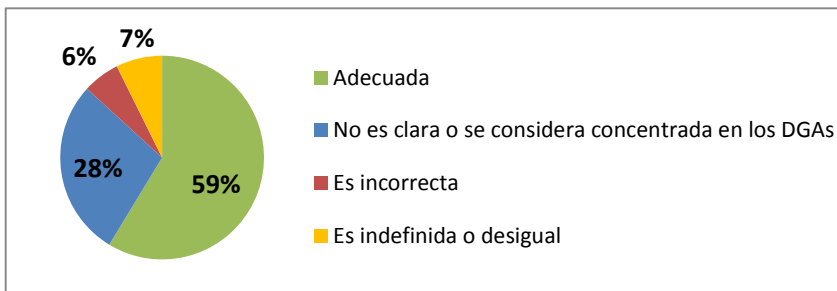 7%
6%
28%
59%
Adecuada
No es clara o se considera concentrada en los DGAs
Es incorrecta
Es indefinida o desigual